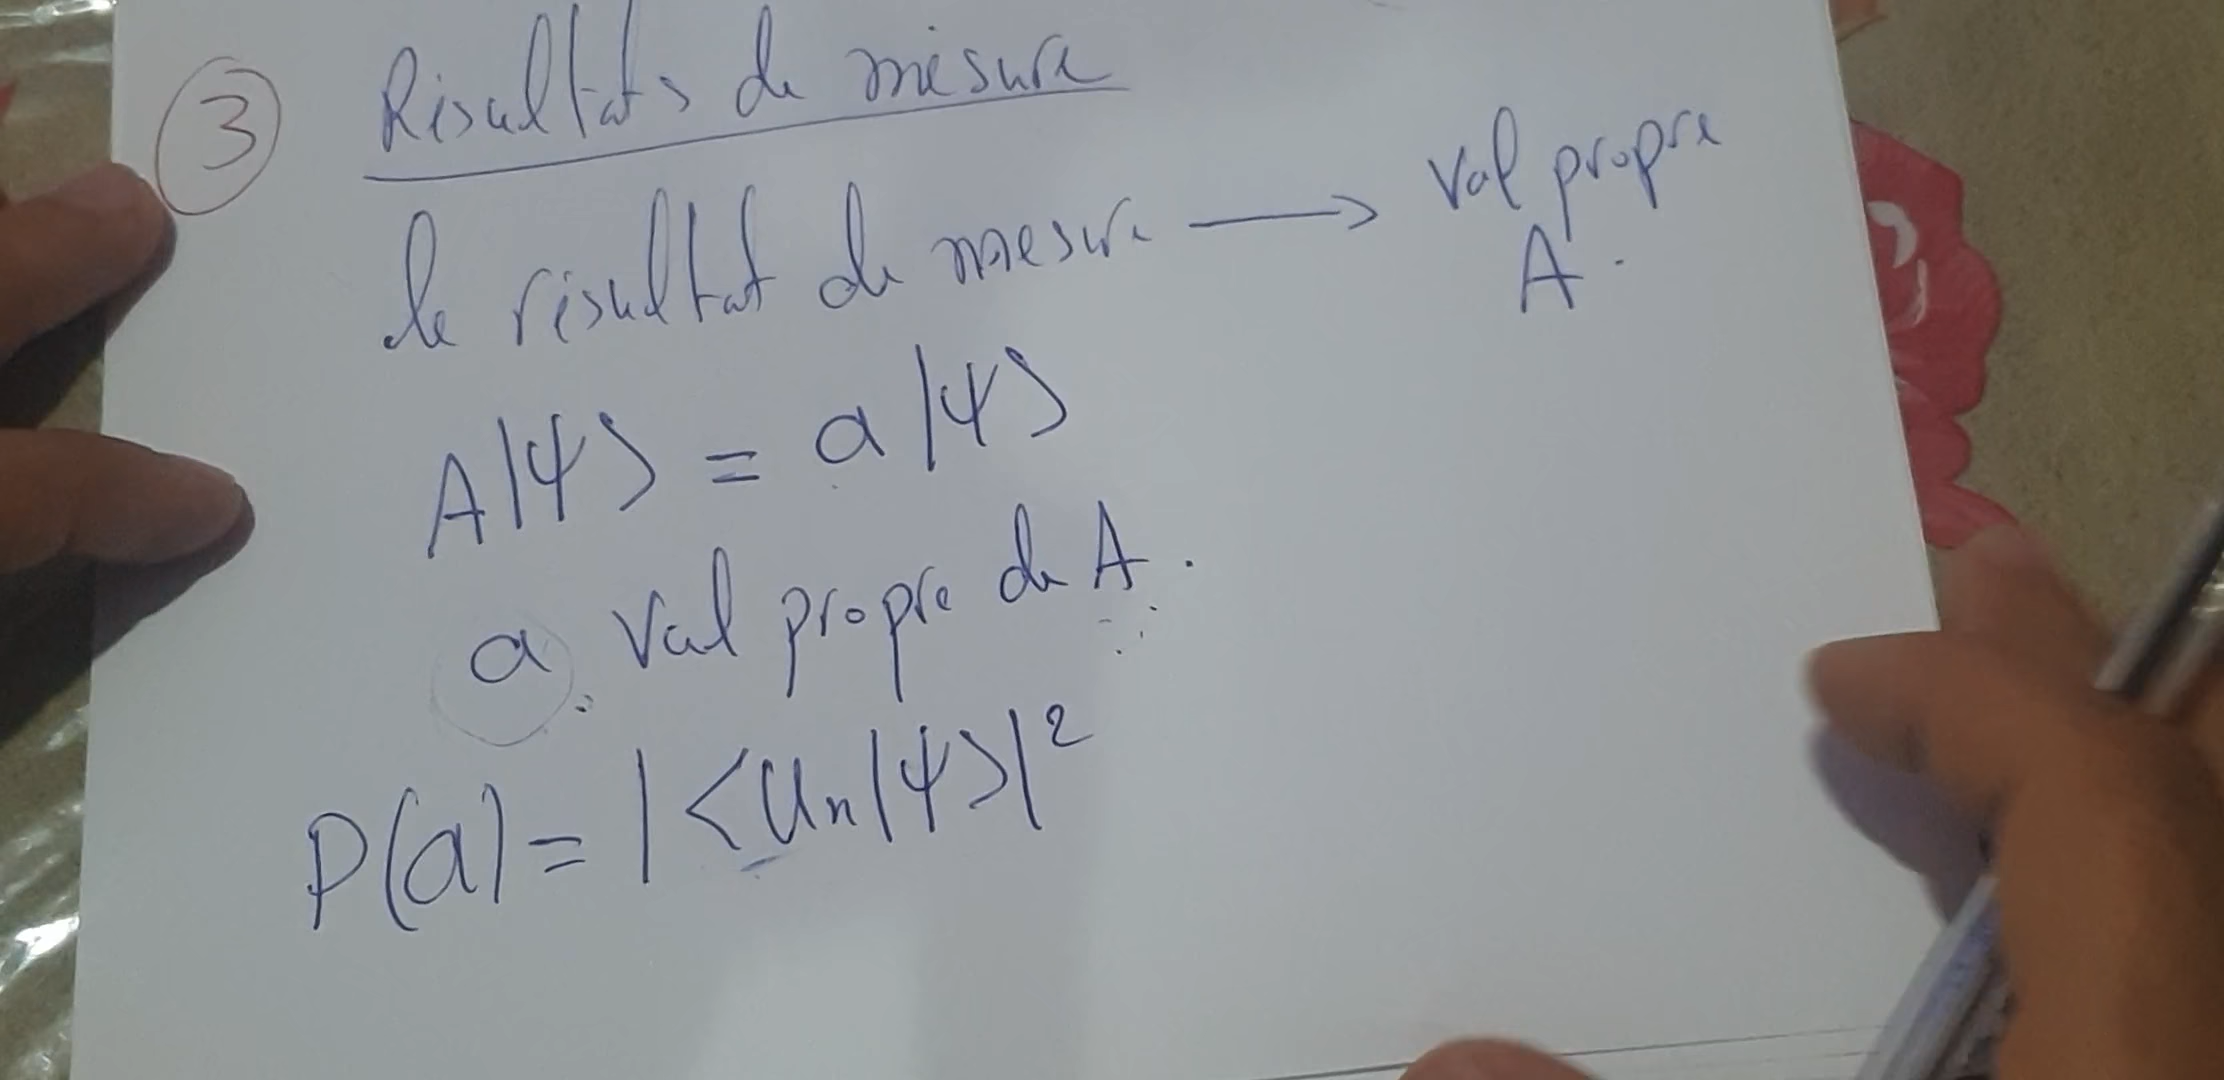 3 Résultats de mesure
le résultat de mesure → val propre
A.
A|ψ> = a|ψ>
a val propre de A.
P(a) = |<Un|ψ>|²